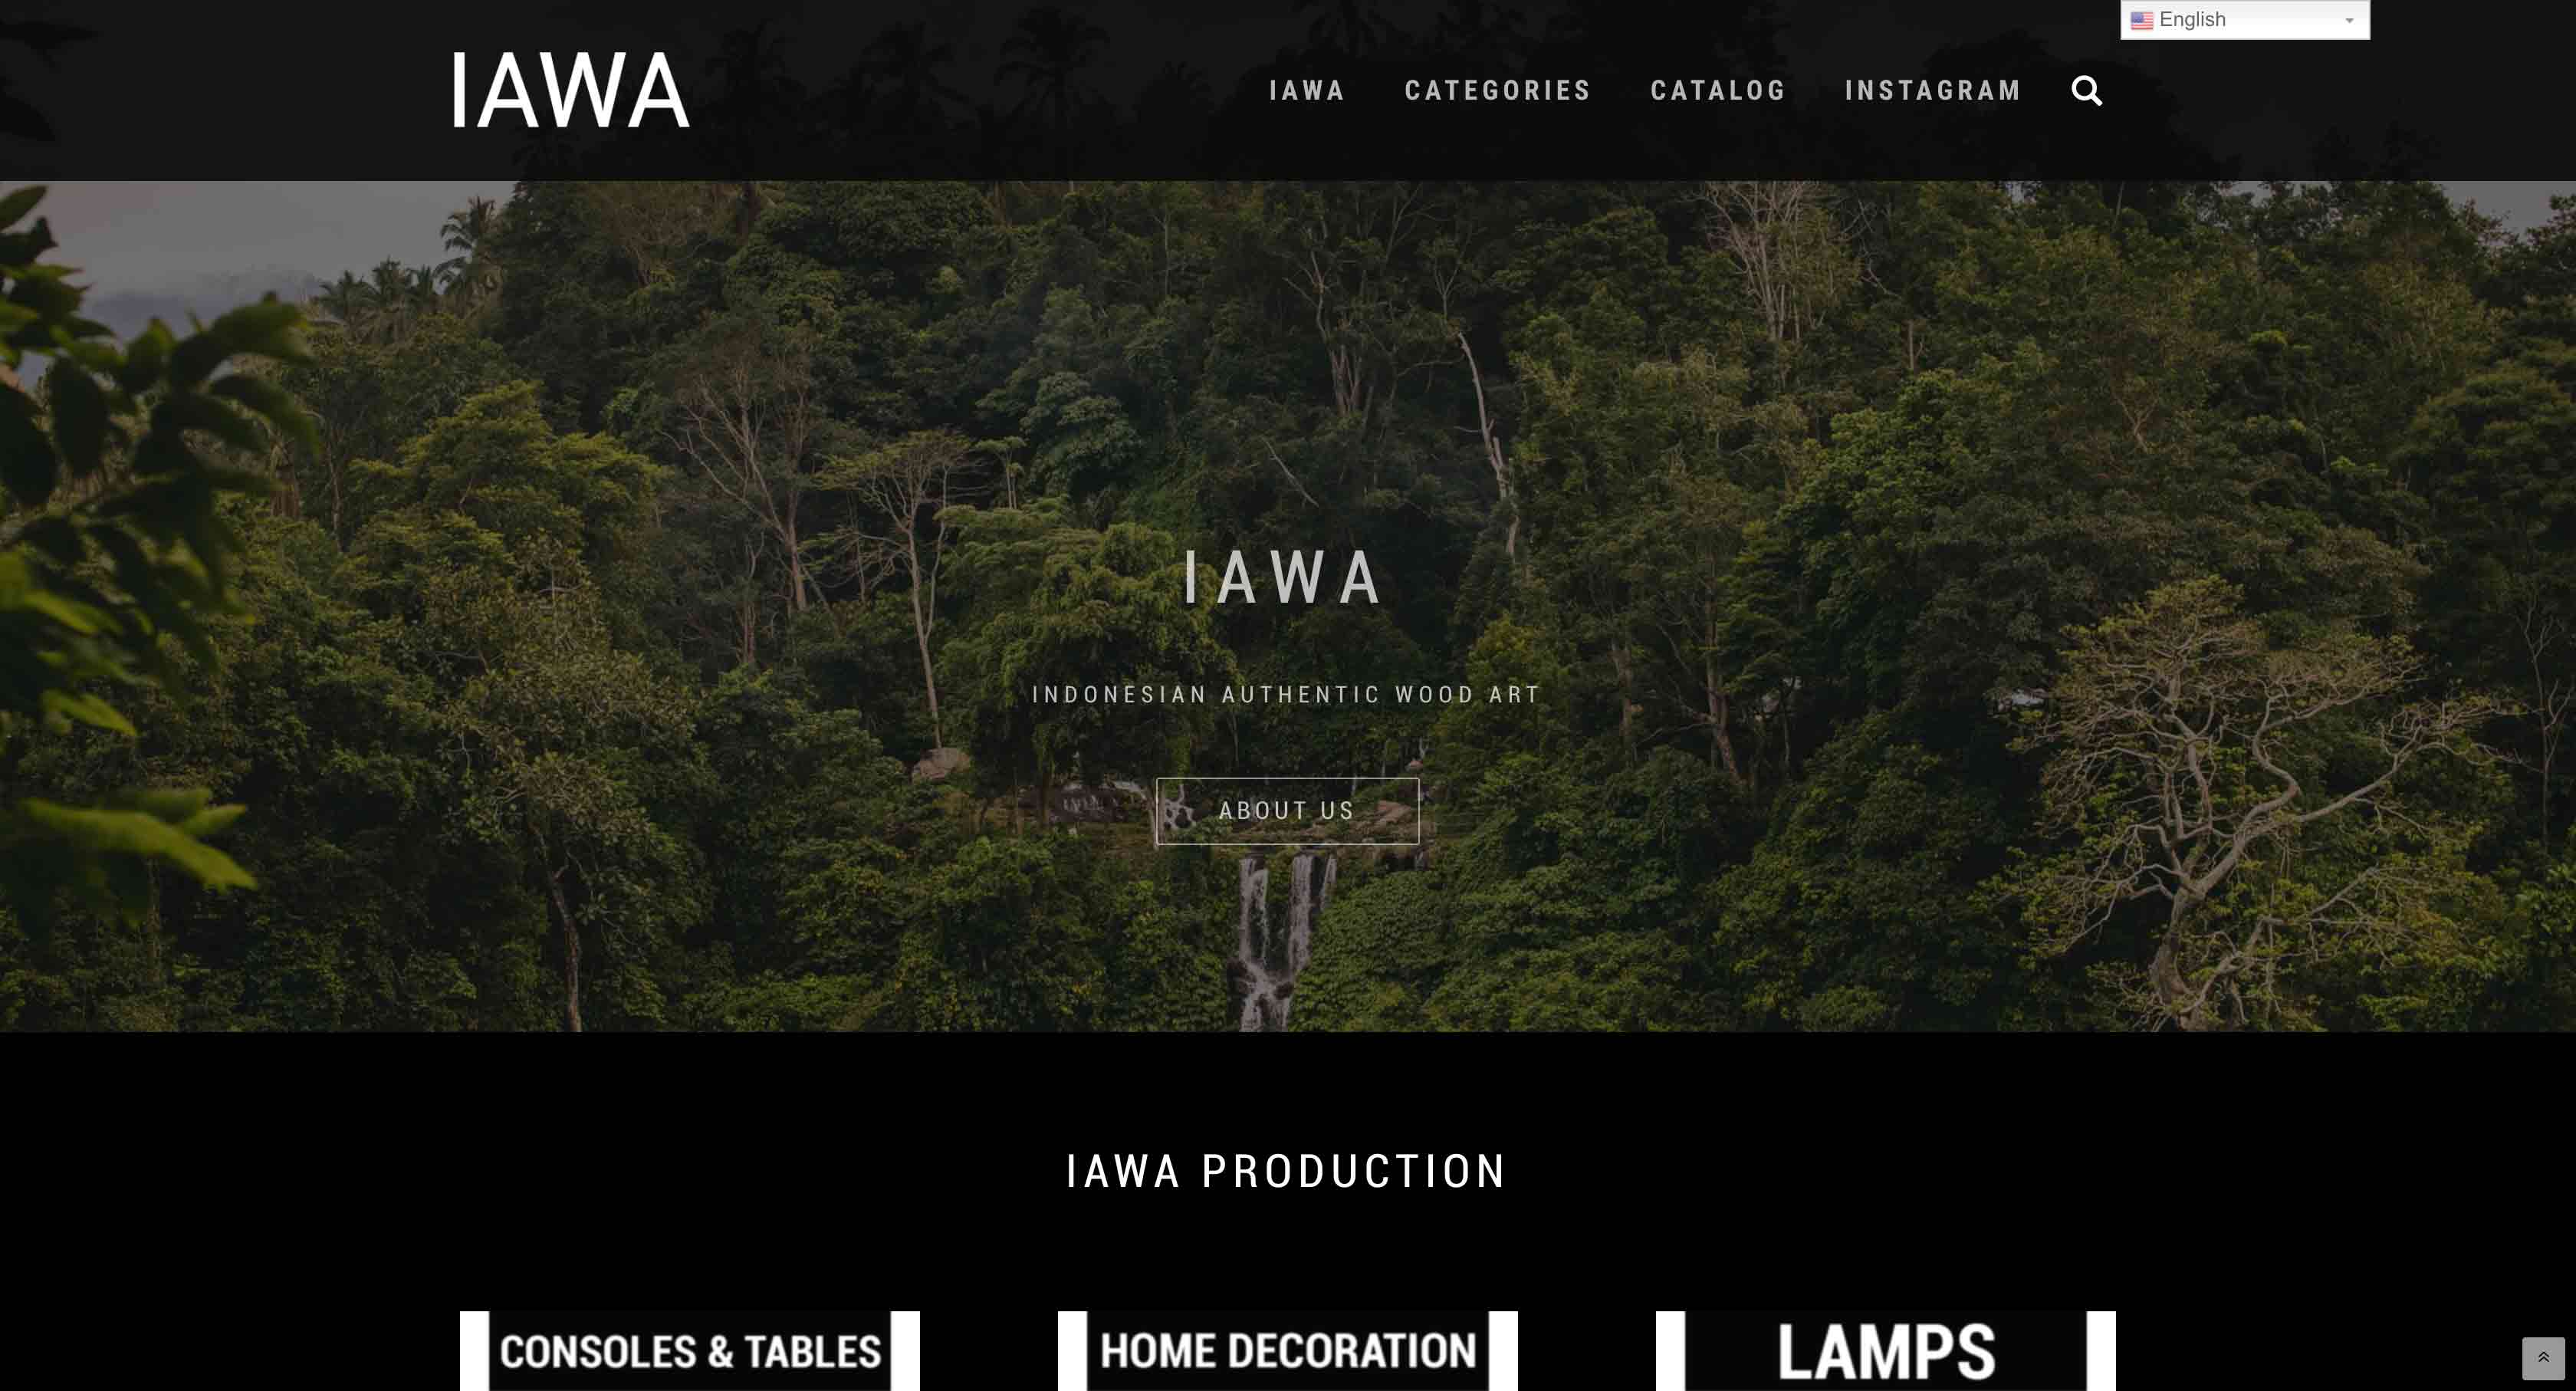 English
IAWA
IAWA
CATEGORIES
CATALOG
INSTAGRAM
IAWA
INDONESIAN AUTHENTIC WOOD ART
ABOUT US
IAWA PRODUCTION
CONSOLES & TABLES
HOME DECORATION
LAMPS